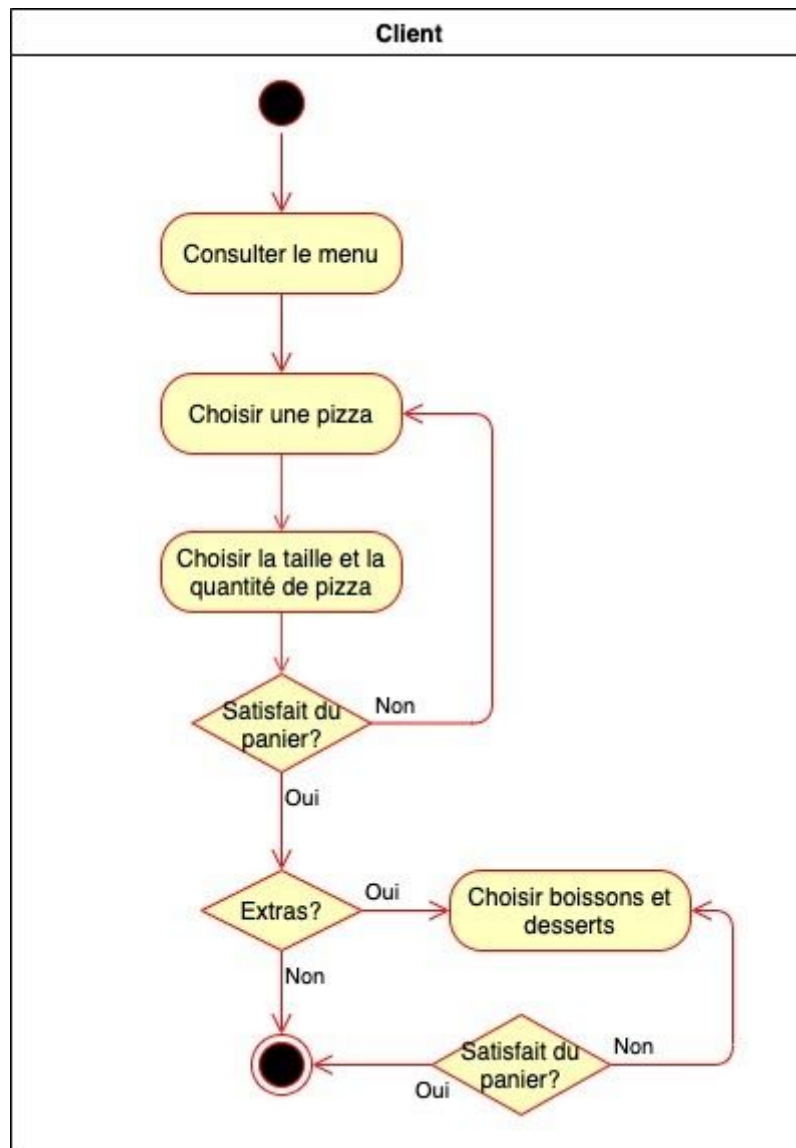 Client
Consulter le menu
Choisir une pizza
Choisir la taille et la
quantité de pizza
Satisfait du
panier?
Non
Oui
Extras?
Oui
Choisir boissons et
desserts
Non
Satisfait du
panier?
Non
Oui